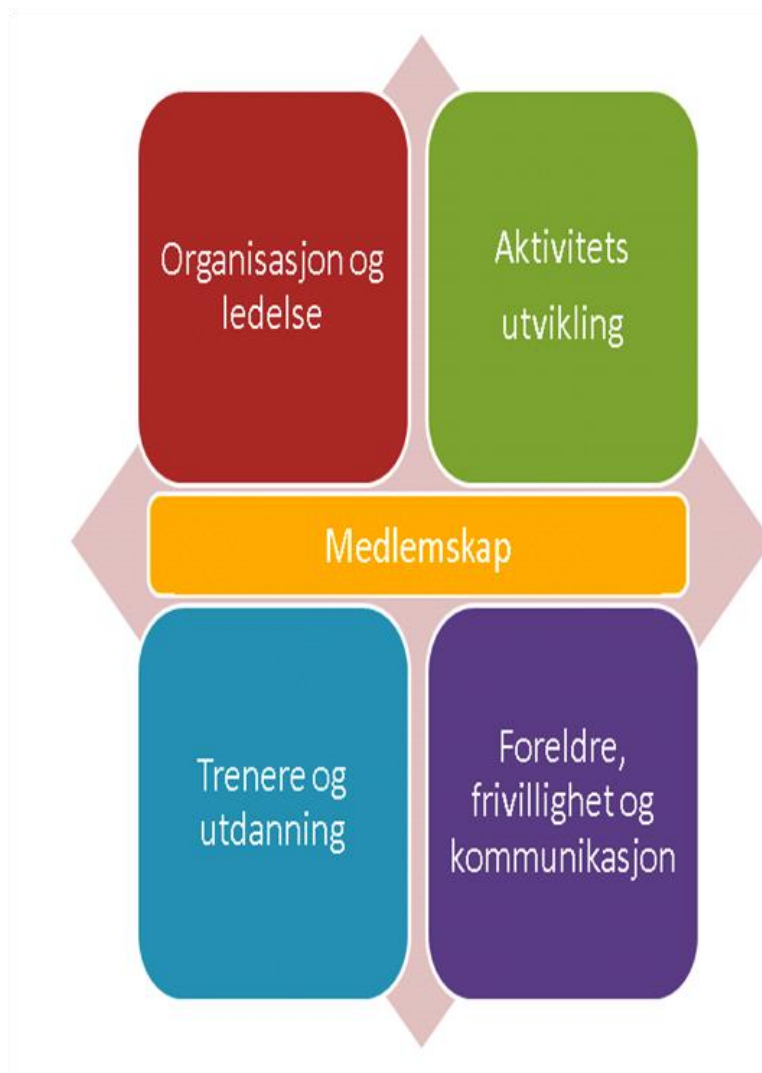 Organisasjon og
ledelse
Aktivitets
utvikling
Medlemskap
Trenere og
utdanning
Foreldre,
frivillighet og
kommunikasjon